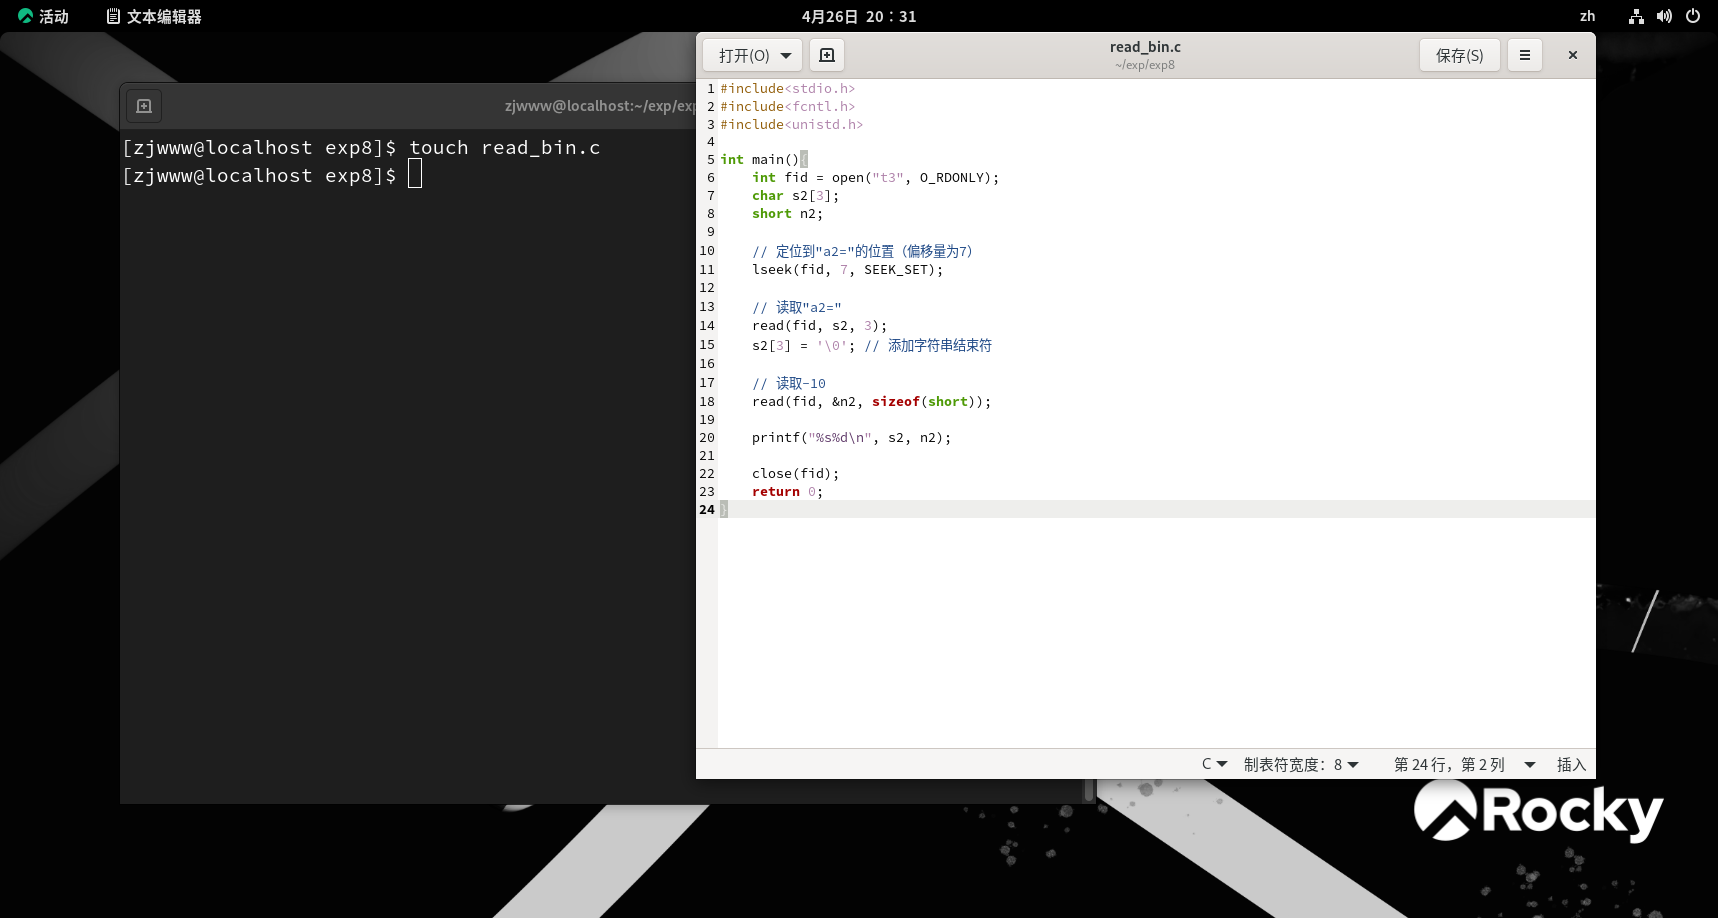 活动 文本编辑器 4月26日 20：31 zh
zjwww@localhost:~/exp/exp
[zjwww@localhost exp8]$ touch read_bin.c
[zjwww@localhost exp8]$
打开(O) read_bin.c 保存(S)
~/exp/exp8
1 #include<stdio.h>
2 #include<fcntl.h>
3 #include<unistd.h>
4
5 int main(){
6     int fid = open("t3", O_RDONLY);
7     char s2[3];
8     short n2;
9
10     // 定位到"a2="的位置（偏移量为7）
11     lseek(fid, 7, SEEK_SET);
12
13     // 读取"a2="
14     read(fid, s2, 3);
15     s2[3] = '\0'; // 添加字符串结束符
16
17     // 读取-10
18     read(fid, &n2, sizeof(short));
19
20     printf("%s%d\n", s2, n2);
21
22     close(fid);
23     return 0;
24 }
C 制表符宽度：8 第 24 行，第 2 列 插入
Rocky